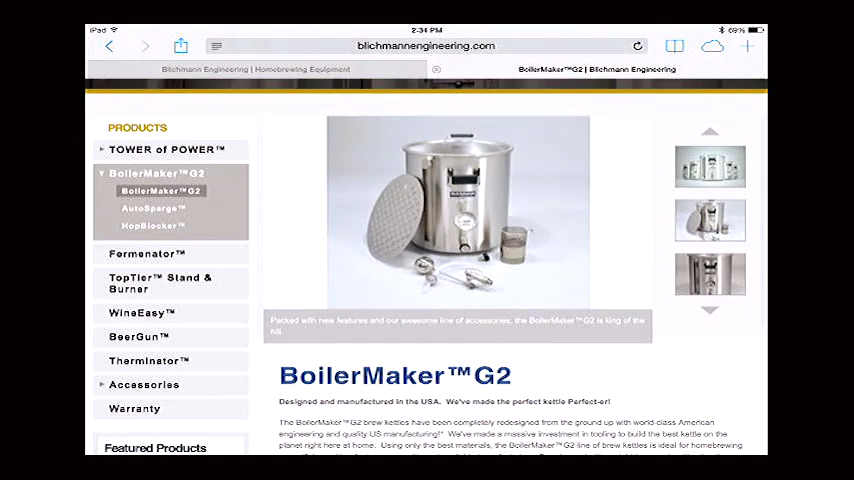 iPad
2:34 PM
69%
blichmannengineering.com
Blichmann Engineering | Homebrewing Equipment
BoilerMaker™G2 | Blichmann Engineering
PRODUCTS
TOWER of POWER™
BoilerMaker™G2
BoilerMaker™G2
AutoSparge™
HopBlocker™
Fermenator™
TopTier™ Stand &
Burner
WineEasy™
BeerGun™
Therminator™
Accessories
Warranty
Featured Products
Packed with new features and our awesome line of accessories, the BoilerMaker™G2 is king of the
hill.
BoilerMaker™G2
Designed and manufactured in the USA. We've made the perfect kettle Perfect-er!
The BoilerMaker™G2 brew kettles have been completely redesigned from the ground up with world-class American
engineering and quality US manufacturing!* We've made a massive investment in tooling to build the best kettle on the
planet right here at home. Using only the best materials, the BoilerMaker™G2 line of brew kettles is ideal for homebrewing